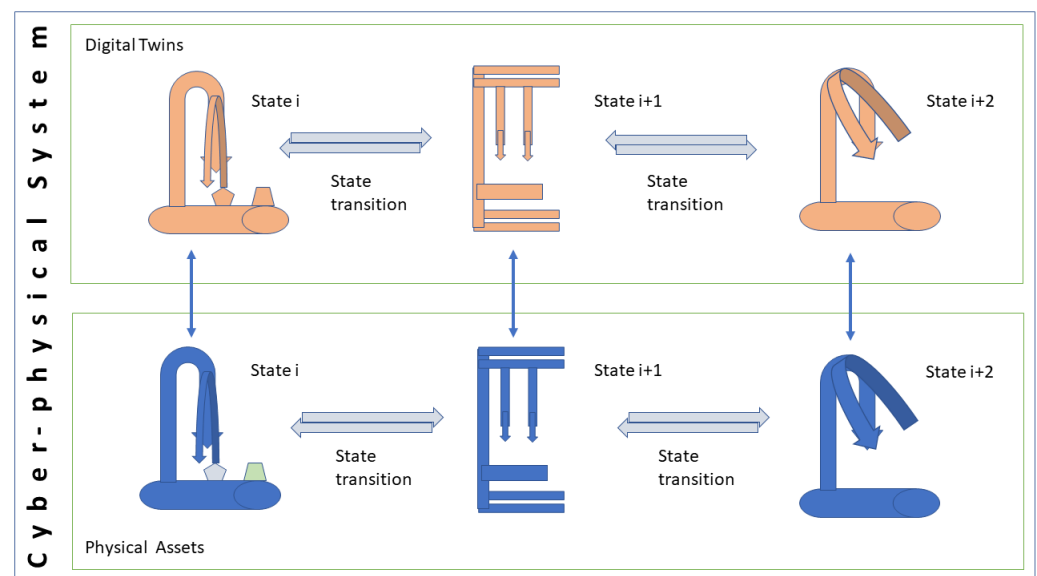 Cyber-physical System
Digital Twins
State i
State i+1
State i+2
State
transition
State
transition
State i
State i+1
State i+2
State
transition
State
transition
Physical Assets